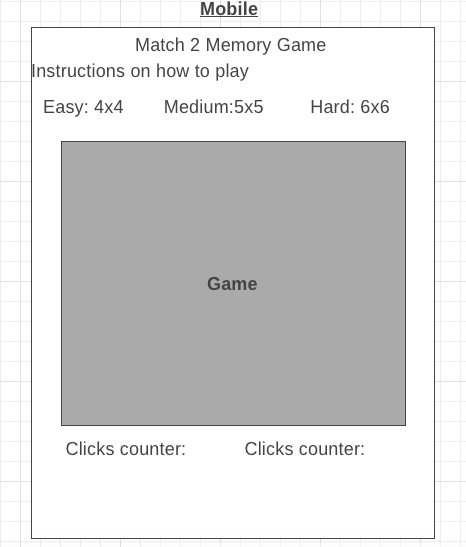 Mobile
Match 2 Memory Game
Instructions on how to play
Easy: 4x4 Medium:5x5 Hard: 6x6
Game
Clicks counter: Clicks counter: